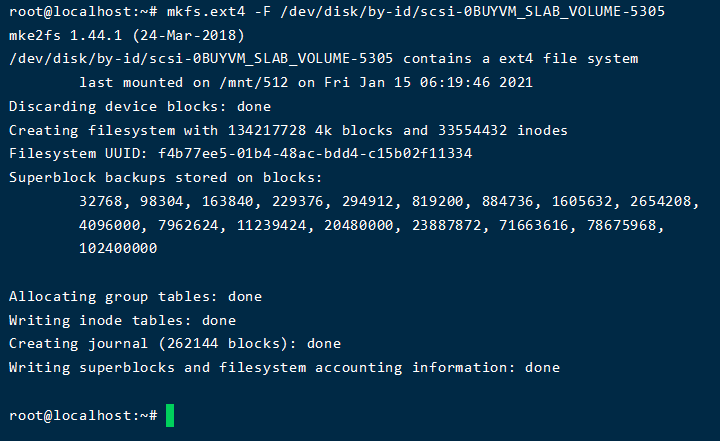 root@localhost:~# mkfs.ext4 -F /dev/disk/by-id/scsi-0BUYVM_SLAB_VOLUME-5305
mke2fs 1.44.1 (24-Mar-2018)
/dev/disk/by-id/scsi-0BUYVM_SLAB_VOLUME-5305 contains a ext4 file system
        last mounted on /mnt/512 on Fri Jan 15 06:19:46 2021
Discarding device blocks: done
Creating filesystem with 134217728 4k blocks and 33554432 inodes
Filesystem UUID: f4b77ee5-01b4-48ac-bdd4-c15b02f11334
Superblock backups stored on blocks:
        32768, 98304, 163840, 229376, 294912, 819200, 884736, 1605632, 2654208,
        4096000, 7962624, 11239424, 20480000, 23887872, 71663616, 78675968,
        102400000

Allocating group tables: done
Writing inode tables: done
Creating journal (262144 blocks): done
Writing superblocks and filesystem accounting information: done

root@localhost:~#